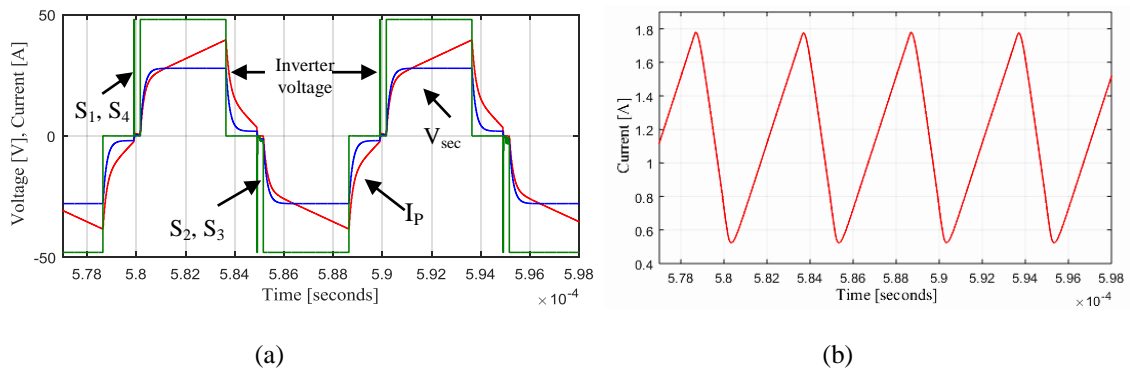 50
0
-50
Voltage [V], Current [A]
S1, S4
Inverter
voltage
Vsec
S2, S3
IP
5.78 5.8 5.82 5.84 5.86 5.88 5.9 5.92 5.94 5.96 5.98
Time [seconds]
× 10-4
(a)
1.8
1.6
1.4
1.2
1
0.8
0.6
0.4
Current [A]
5.78 5.8 5.82 5.84 5.86 5.88 5.9 5.92 5.94 5.96 5.98
Time [seconds]
× 10-4
(b)